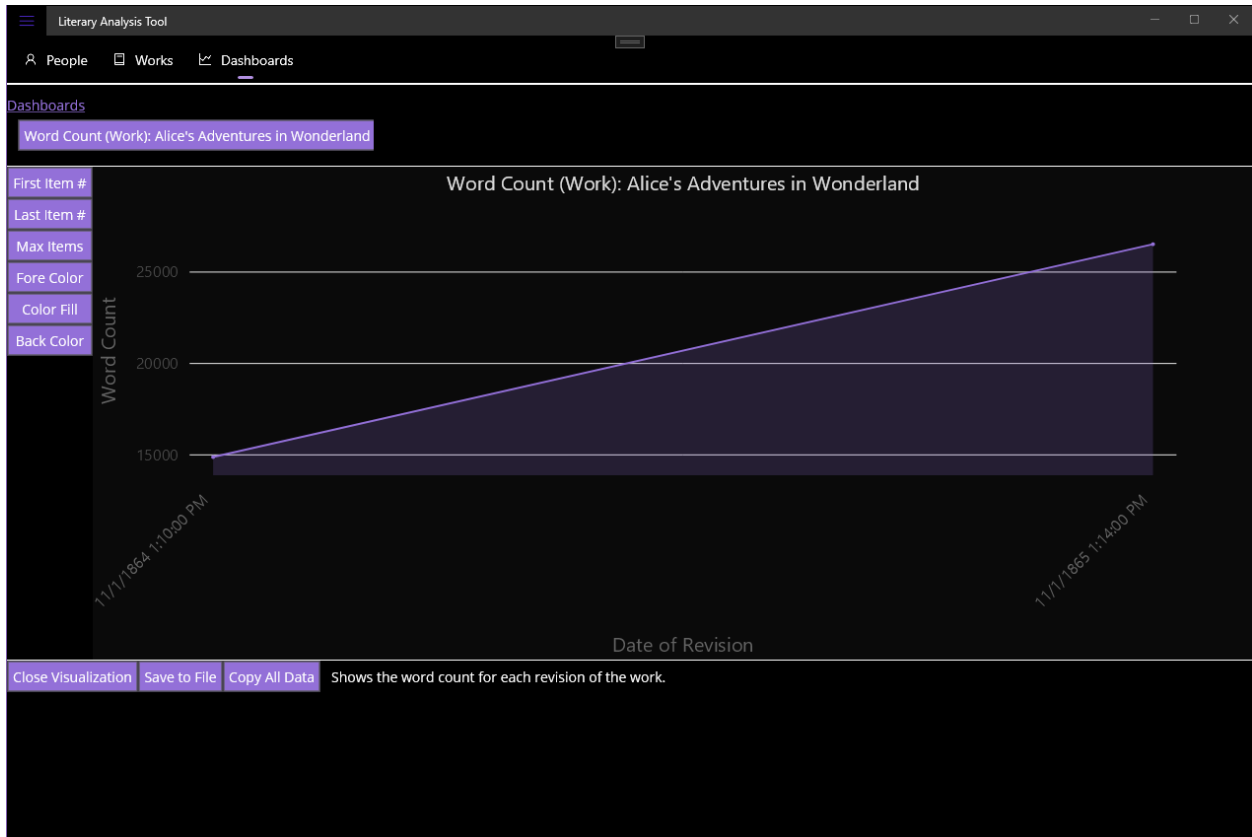 Literary Analysis Tool
People Works Dashboards
Dashboards
Word Count (Work): Alice's Adventures in Wonderland
First Item #
Last Item #
Max Items
Fore Color
Color Fill
Back Color
Word Count (Work): Alice's Adventures in Wonderland
Word Count
25000
20000
15000
11/1/1864 1:10:00 PM
11/1/1865 1:14:00 PM
Date of Revision
Close Visualization Save to File Copy All Data Shows the word count for each revision of the work.